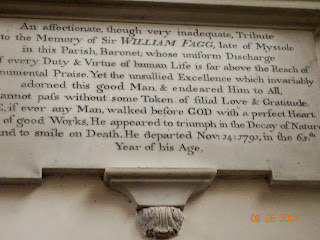 An affectionate, though very inadequate, Tribute
to the Memory of Sir WILLIAM FAGG, late of Mystole
in this Parish, Baronet; whose uniform Discharge
of every Duty & Virtue of human Life is far above the Reach of
numental Praise. Yet the unsullied Excellence which invariably
adorned this good Man, & endeared Him to All,
cannot paſs without some Token of filial Love & Gratitude.
E, if ever any Man, walked before GOD with a perfect Heart.
of good Works, He appeared to triumph in the Decay of Nature
and to smile on Death. He departed Nov: 14: 1791, in the 65th
Year of his Age.